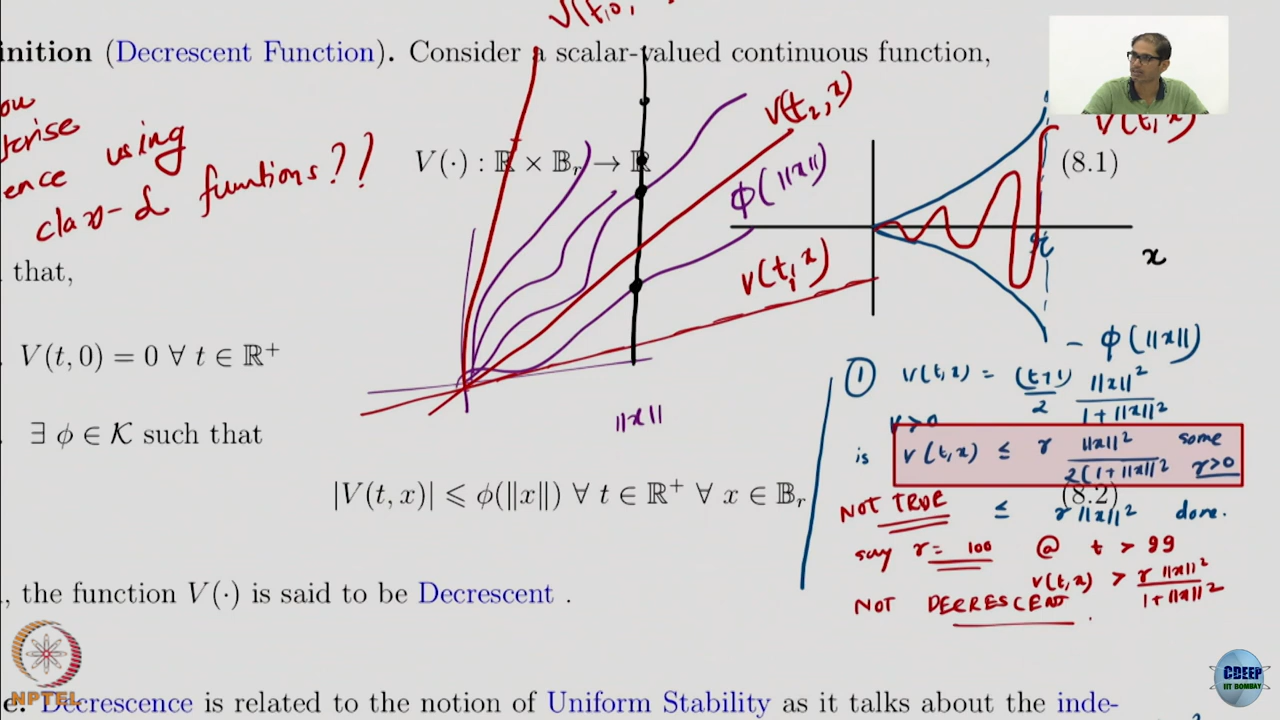 V(t,0,
inition (Decrescent Function). Consider a scalar-valued continuous function,
ou
terise
ence using
class-L functions??
V(·) : ℝ × 𝔹r → ℝ
(8.1)
V(t2,x)
φ(||x||)
V(t1,x)
V(t,x)
r
x
- φ(||x||)
||x||
that,
V(t, 0) = 0 ∀ t ∈ ℝ+
∃ φ ∈ 𝒦 such that
|V(t, x)| ⩽ φ(‖x‖) ∀ t ∈ ℝ+ ∀ x ∈ 𝔹r
(8.2)
① V(t,x) = (t+1)/2 ||x||²/1+||x||²
V>0
is V(t,x) ≤ r ||x||²/2(1+||x||² some r>0
NOT TRUE ≤ r||x||² done.
say r = 100 @ t > 99
V(t,x) > r ||x||²/1+||x||²
NOT DECRESCENT.
, the function V(·) is said to be Decrescent .
e: Decrescence is related to the notion of Uniform Stability as it talks about the inde-
NPTEL
CDEEP
IIT BOMBAY